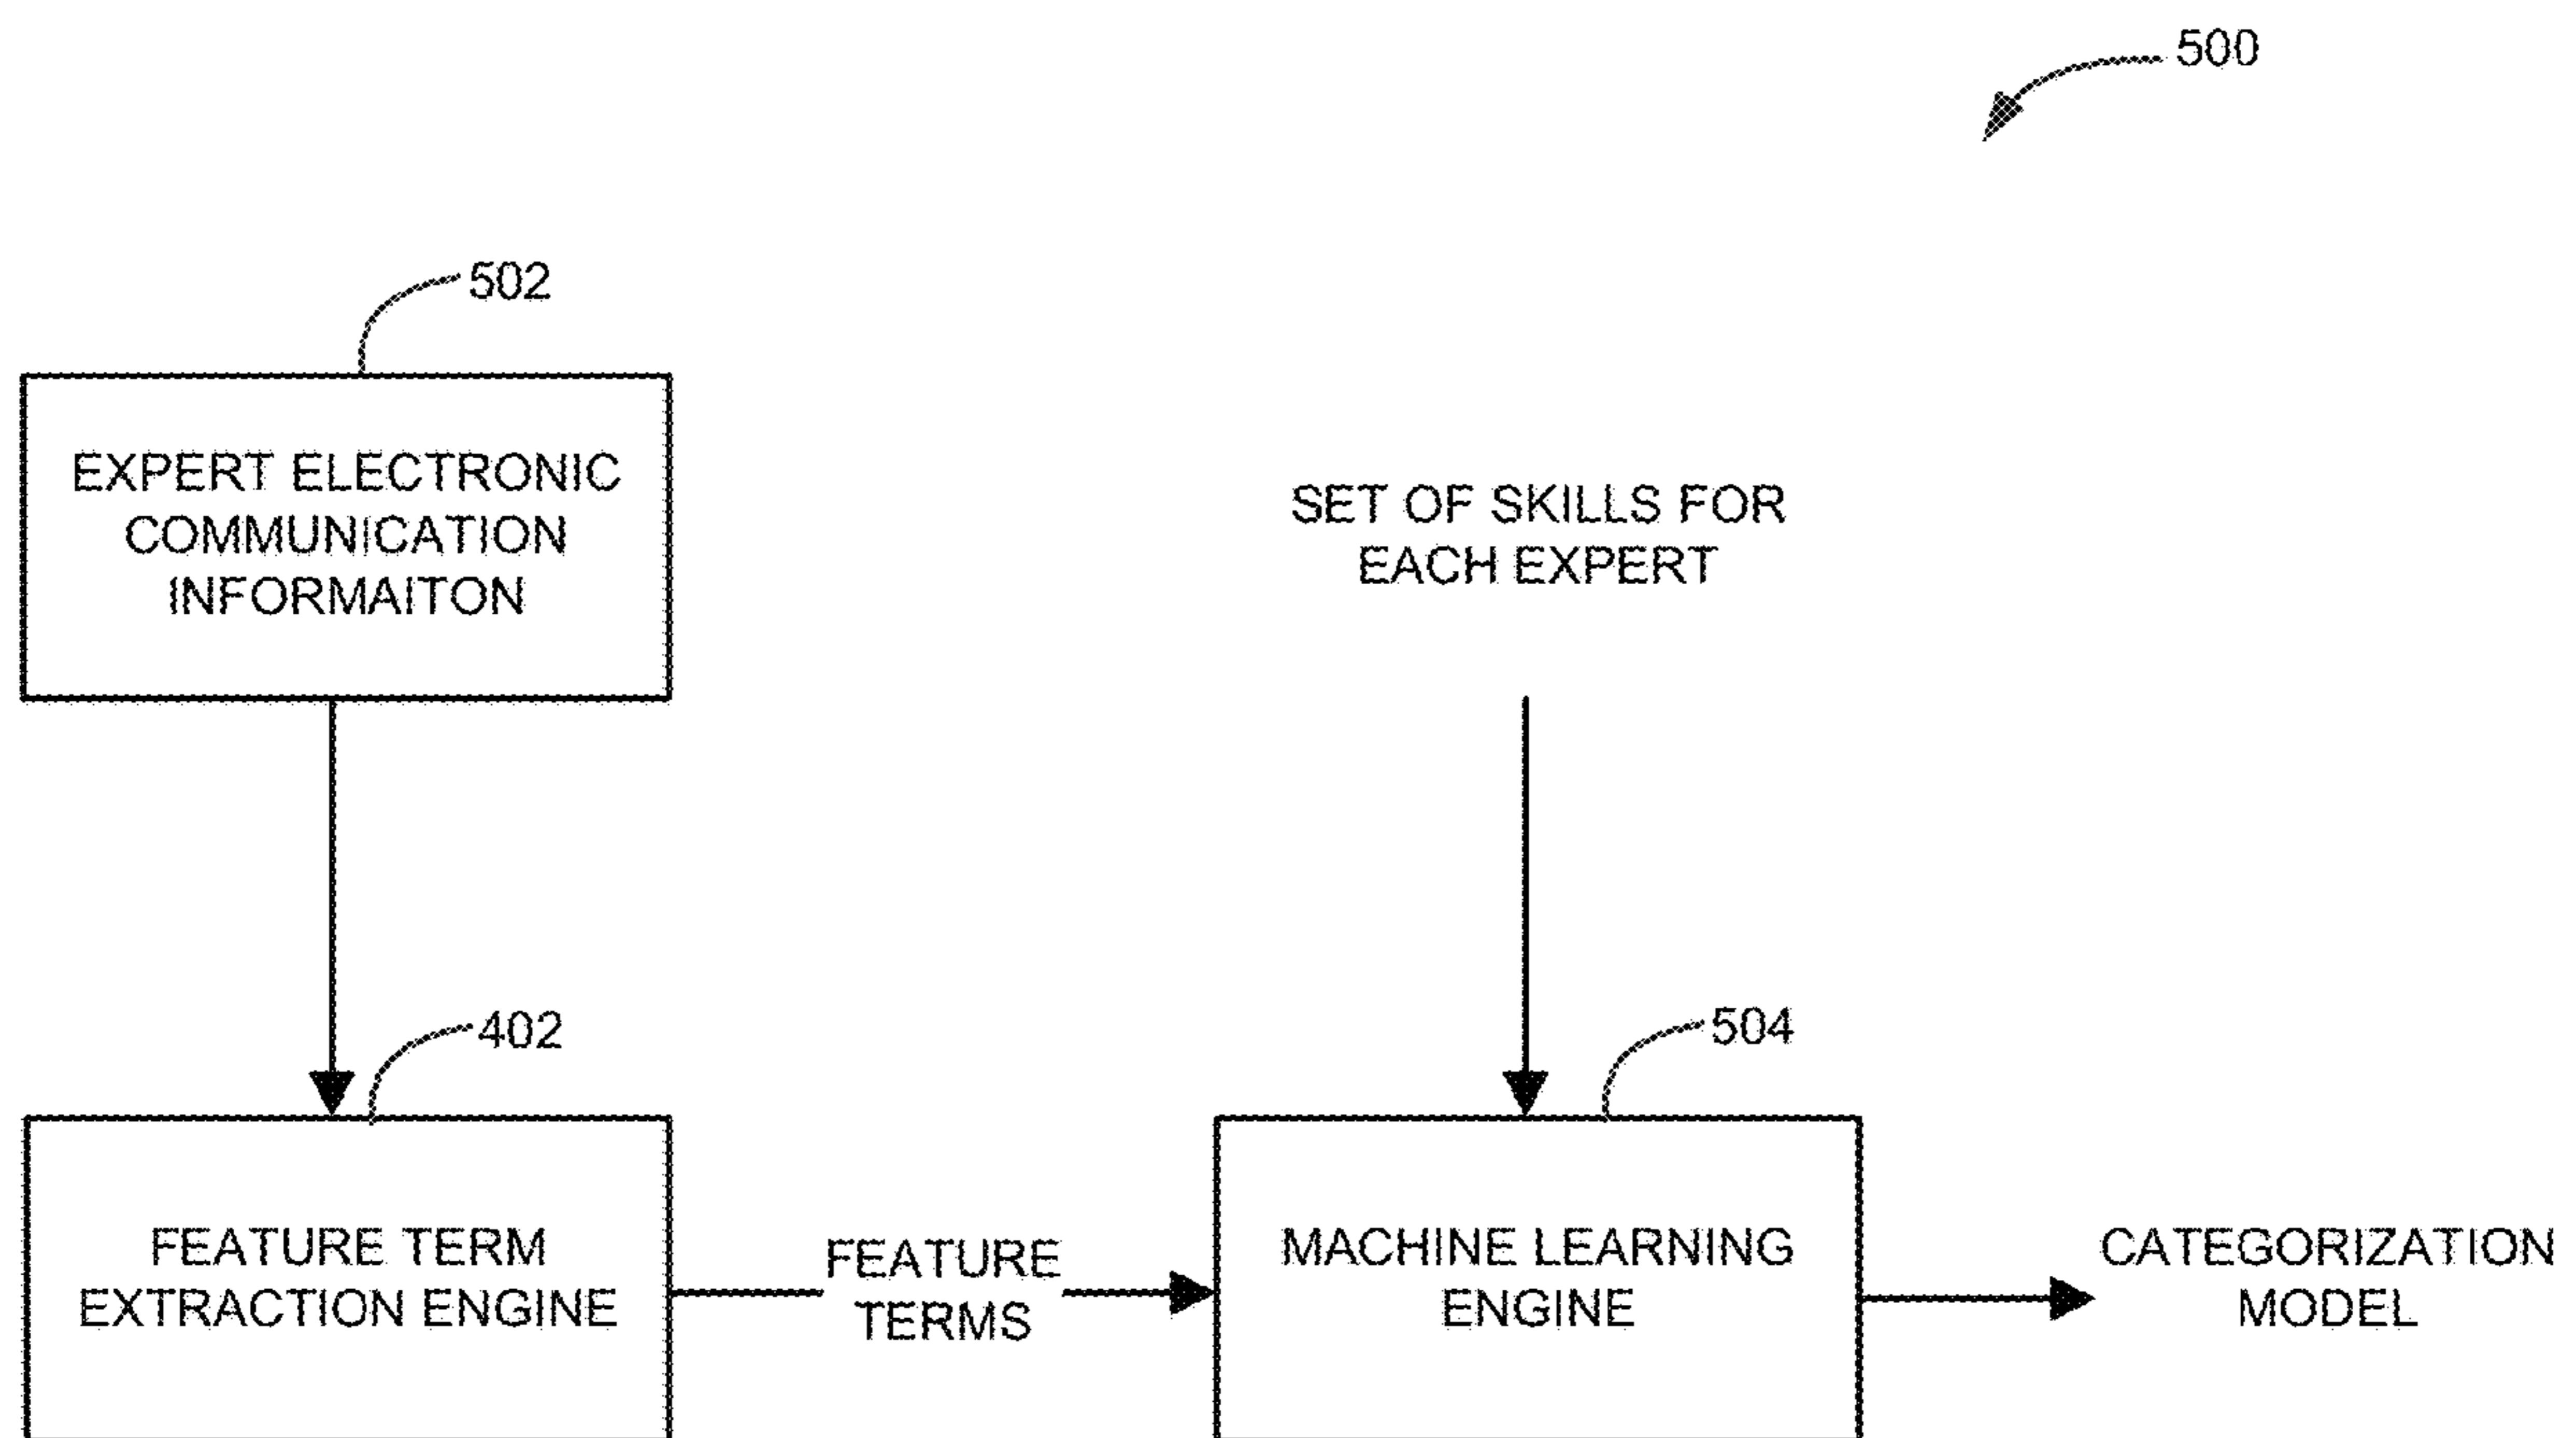 500
502
EXPERT ELECTRONIC
COMMUNICATION
INFORMAITON
SET OF SKILLS FOR
EACH EXPERT
402
504
FEATURE TERM
EXTRACTION ENGINE
FEATURE
TERMS
MACHINE LEARNING
ENGINE
CATEGORIZATION
MODEL